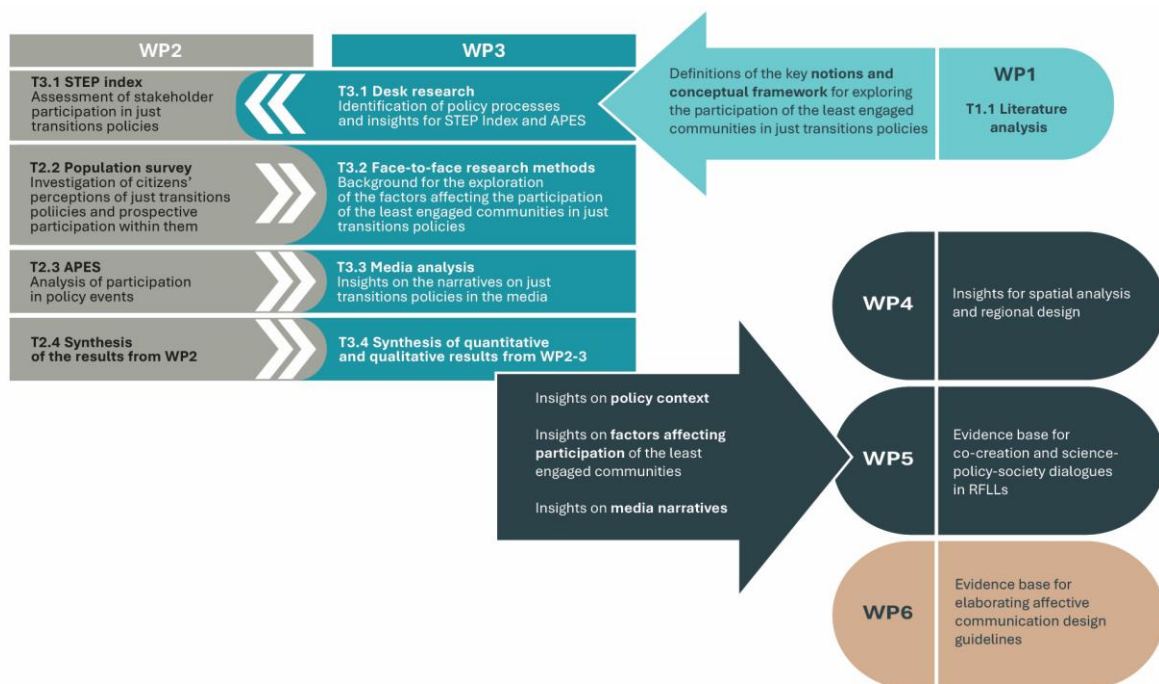 WP2
WP3
T3.1 STEP index
Assessment of stakeholder
participation in just
transitions policies
T3.1 Desk research
Identification of policy processes
and insights for STEP Index and APES
Definitions of the key notions and
conceptual framework for exploring
the participation of the least engaged
communities in just transitions policies
WP1
T1.1 Literature
analysis
T2.2 Population survey
Investigation of citizens’
perceptions of just transitions
poliicies and prospective
participation within them
T3.2 Face-to-face research methods
Background for the exploration
of the factors affecting the participation
of the least engaged communities in just
transitions policies
T2.3 APES
Analysis of participation
in policy events
T3.3 Media analysis
Insights on the narratives on just
transitions policies in the media
T2.4 Synthesis
of the results from WP2
T3.4 Synthesis of quantitative
and qualitative results from WP2-3
Insights on policy context
Insights on factors affecting
participation of the least
engaged communities
Insights on media narratives
WP4
Insights for spatial analysis
and regional design
WP5
Evidence base for
co-creation and science-
policy-society dialogues
in RFLLs
WP6
Evidence base for
elaborating affective
communication design
guidelines